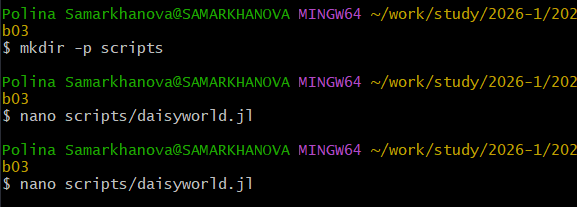 Polina Samarkhanova@SAMARKHANOVA MINGW64 ~/work/study/2026-1/202
b03
$ mkdir -p scripts
Polina Samarkhanova@SAMARKHANOVA MINGW64 ~/work/study/2026-1/202
b03
$ nano scripts/daisyworld.jl
Polina Samarkhanova@SAMARKHANOVA MINGW64 ~/work/study/2026-1/202
b03
$ nano scripts/daisyworld.jl